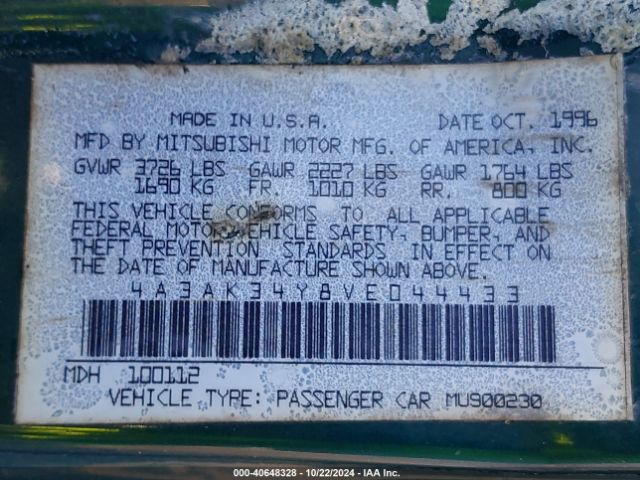 MADE IN U.S.A. DATE OCT. 1996
MFD BY MITSUBISHI MOTOR MFG. OF AMERICA, INC.
GVWR 3726 LBS GAWR 2227 LBS GAWR 1764 LBS
1690 KG FR. 1010 KG RR. 800 KG
THIS VEHICLE CONFORMS TO ALL APPLICABLE
FEDERAL MOTOR VEHICLE SAFETY, BUMPER, AND
THEFT PREVENTION STANDARDS IN EFFECT ON
THE DATE OF MANUFACTURE SHOWN ABOVE.
4A3AK34Y8VE044433
MDH 100112
VEHICLE TYPE: PASSENGER CAR MU900230
000-40648328 - 10/22/2024 - IAA Inc.